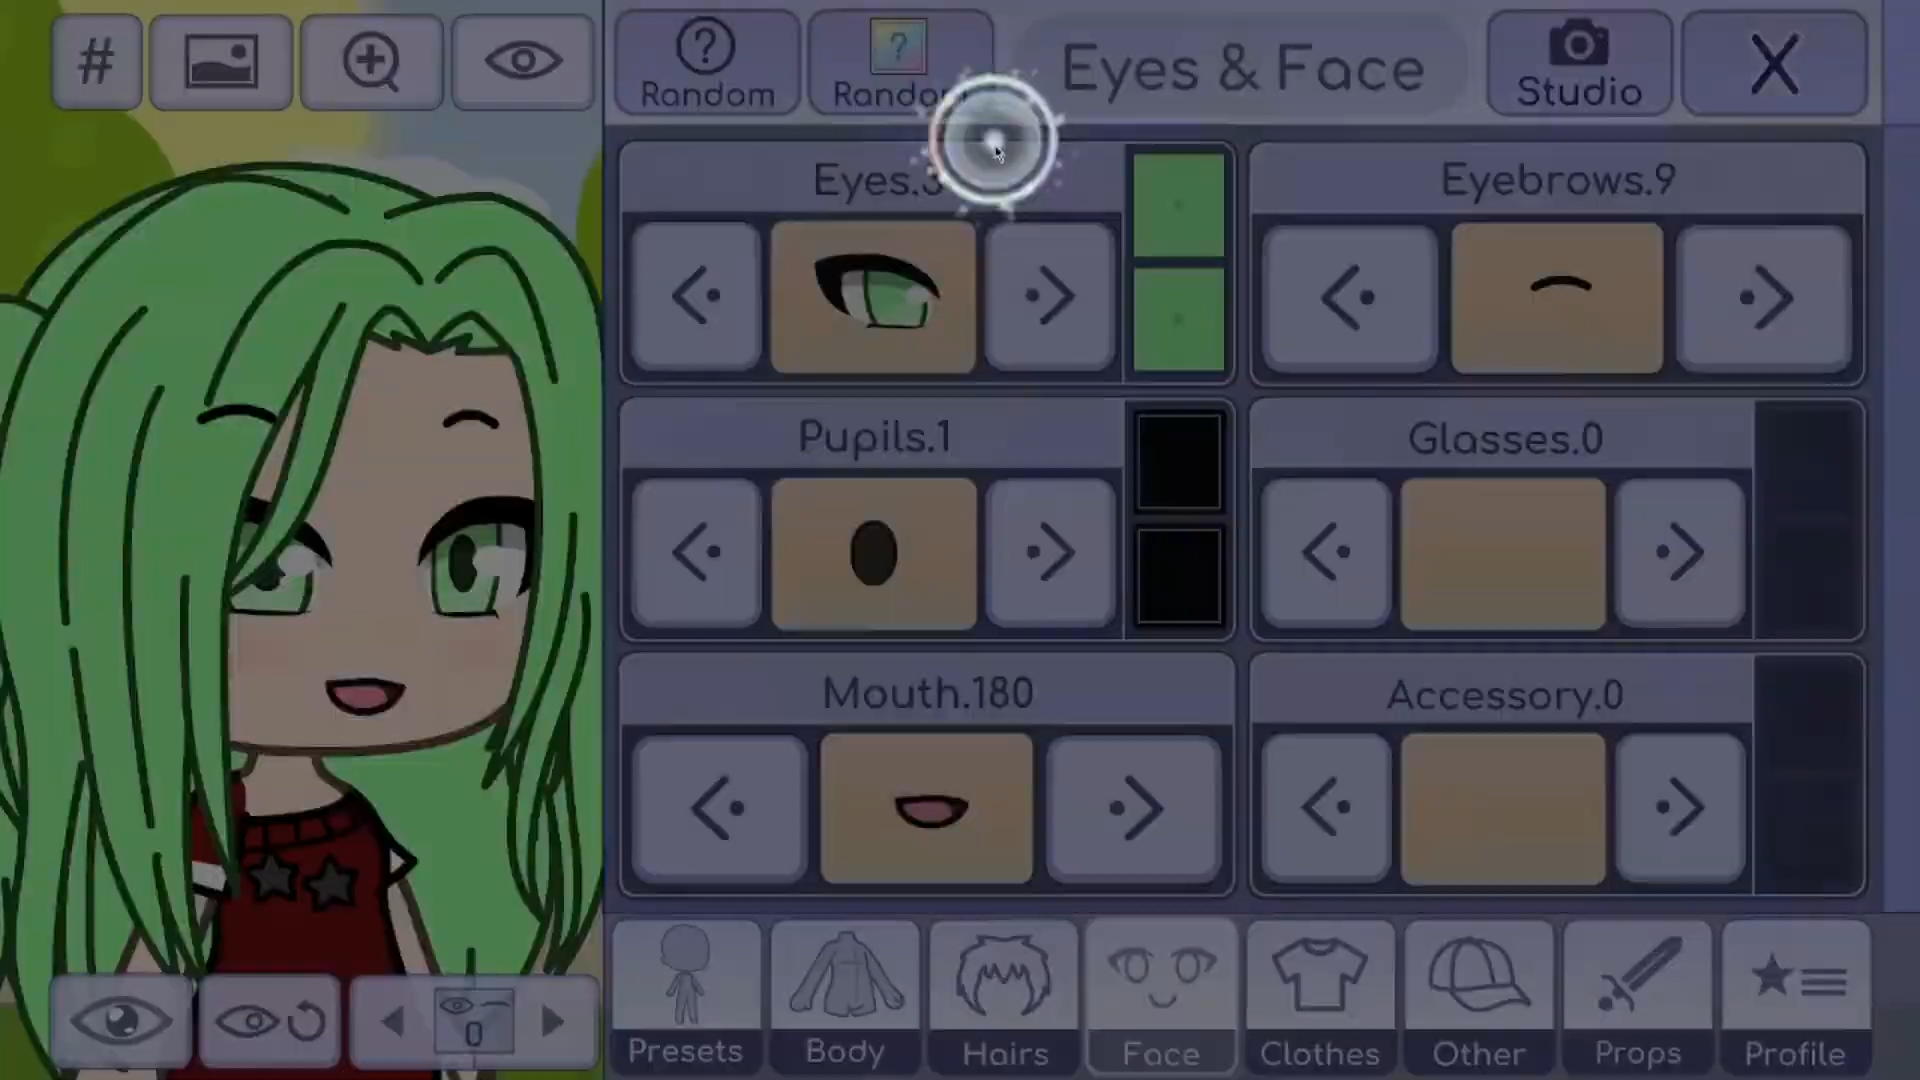 #
?
Random
?
Eyes & Face
Studio
X
Eyebrows.9
Pupils.1
Glasses.0
Mouth.180
Accessory.0
0
Presets
Body
Hairs
Face
Clothes
Other
Props
Profile